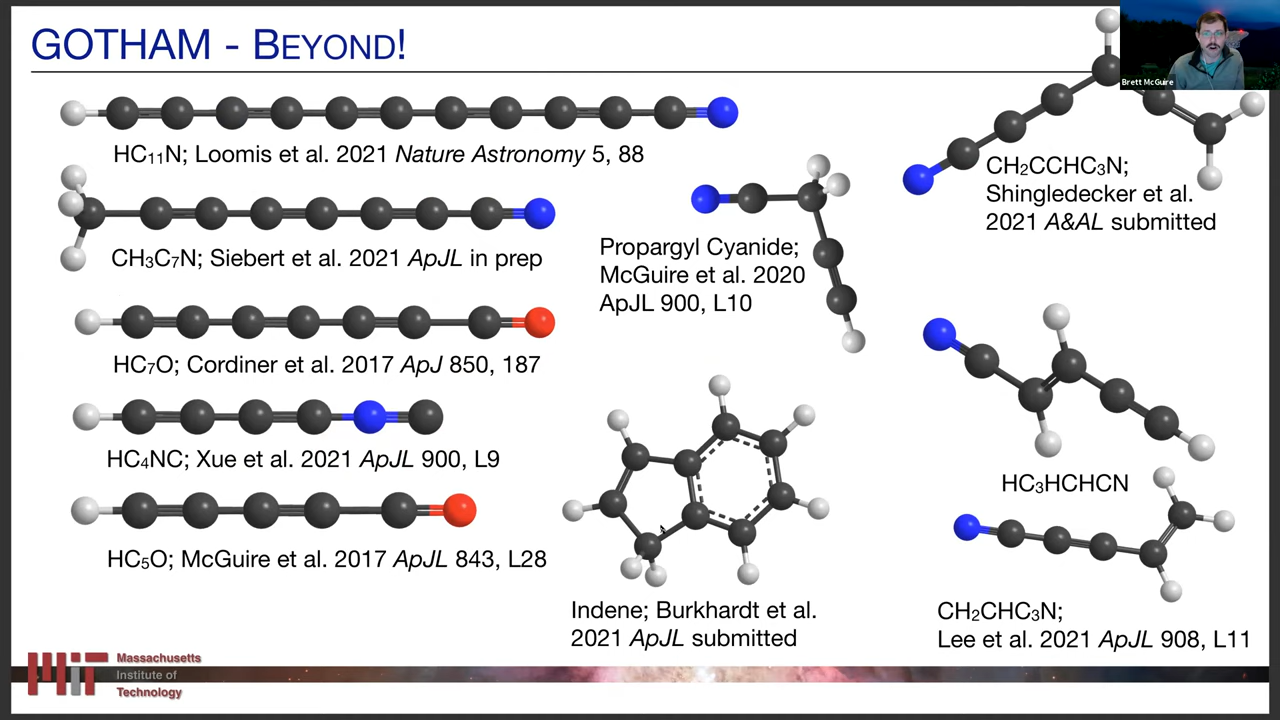 GOTHAM - BEYOND!
Brett McGuire
HC₁₁N; Loomis et al. 2021 Nature Astronomy 5, 88
CH₃C₇N; Siebert et al. 2021 ApJL in prep
HC₇O; Cordiner et al. 2017 ApJ 850, 187
HC₄NC; Xue et al. 2021 ApJL 900, L9
HC₅O; McGuire et al. 2017 ApJL 843, L28
Propargyl Cyanide;
McGuire et al. 2020
ApJL 900, L10
Indene; Burkhardt et al.
2021 ApJL submitted
CH₂CCHC₃N;
Shingledecker et al.
2021 A&AL submitted
HC₃HCHCN
CH₂CHC₃N;
Lee et al. 2021 ApJL 908, L11
MIT
Massachusetts
Institute of
Technology